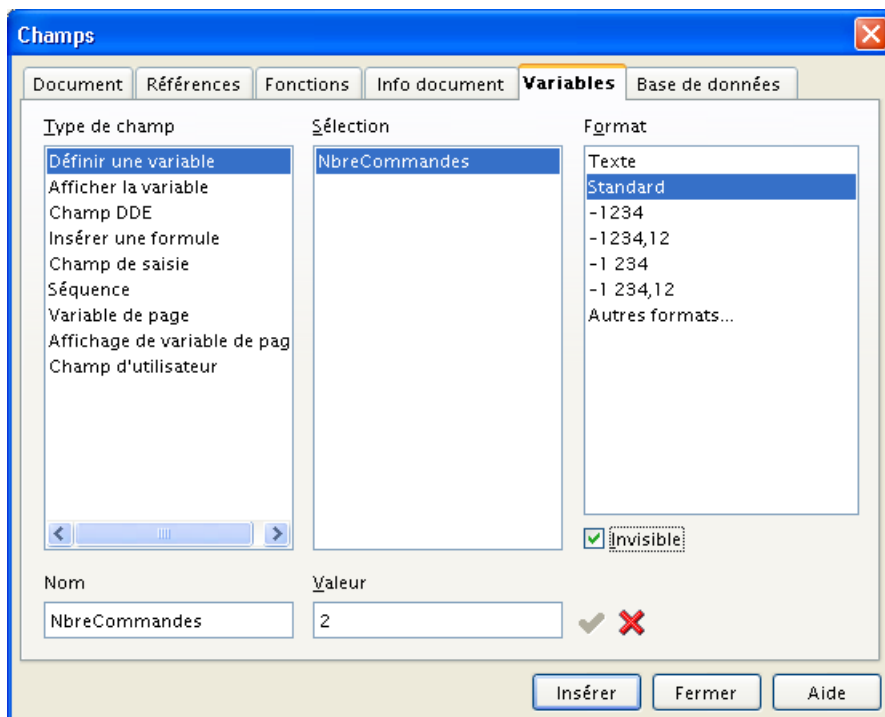 Champs
Document Références Fonctions Info document Variables Base de données
Type de champ
Définir une variable
Afficher la variable
Champ DDE
Insérer une formule
Champ de saisie
Séquence
Variable de page
Affichage de variable de pag
Champ d'utilisateur
Sélection
NbreCommandes
Format
Texte
Standard
-1234
-1234,12
-1 234
-1 234,12
Autres formats...
Invisible
Nom
NbreCommandes
Valeur
2
Insérer Fermer Aide